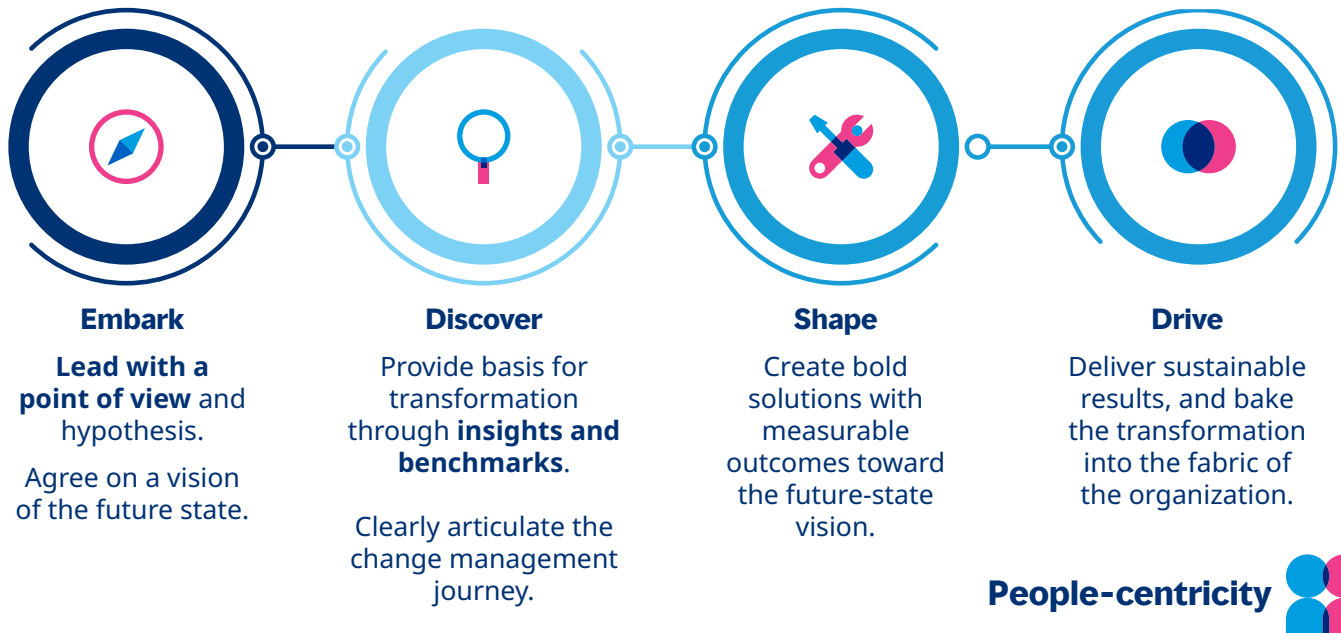 Embark
Lead with a
point of view and
hypothesis.
Agree on a vision
of the future state.
Discover
Provide basis for
transformation
through insights and
benchmarks.
Clearly articulate the
change management
journey.
Shape
Create bold
solutions with
measurable
outcomes toward
the future-state
vision.
Drive
Deliver sustainable
results, and bake
the transformation
into the fabric of
the organization.
People-centricity